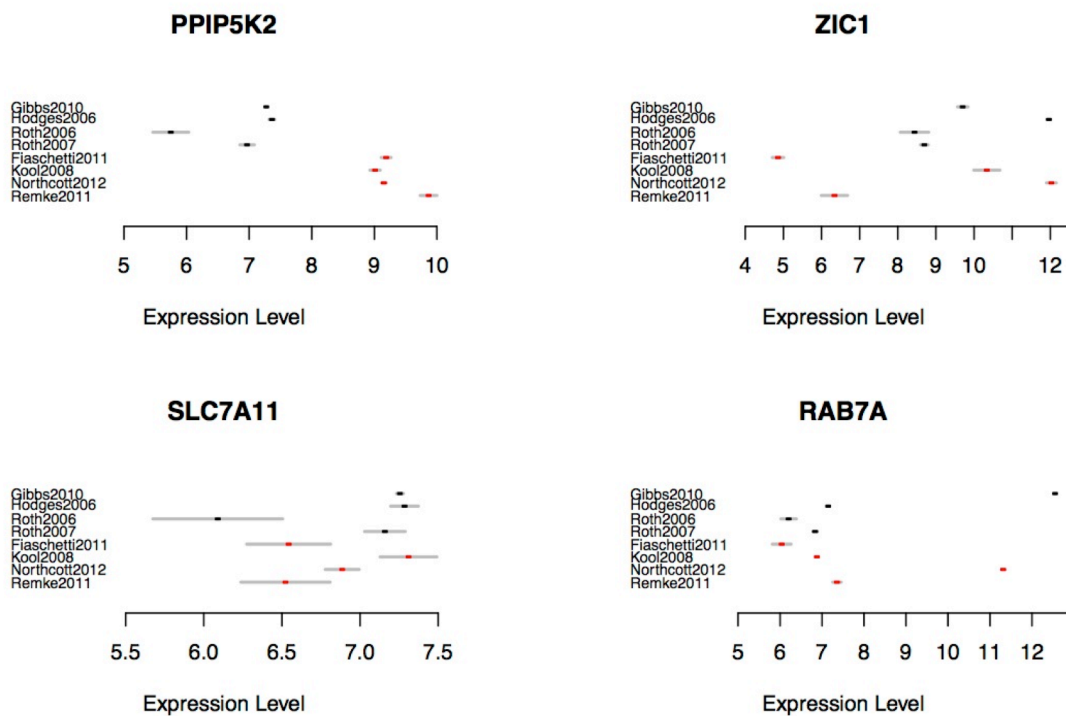 PPIP5K2
Gibbs2010
Hodges2006
Roth2006
Roth2007
Fiaschetti2011
Kool2008
Northcott2012
Remke2011
5 6 7 8 9 10
Expression Level
ZIC1
Gibbs2010
Hodges2006
Roth2006
Roth2007
Fiaschetti2011
Kool2008
Northcott2012
Remke2011
4 5 6 7 8 9 10 12
Expression Level
SLC7A11
Gibbs2010
Hodges2006
Roth2006
Roth2007
Fiaschetti2011
Kool2008
Northcott2012
Remke2011
5.5 6.0 6.5 7.0 7.5
Expression Level
RAB7A
Gibbs2010
Hodges2006
Roth2006
Roth2007
Fiaschetti2011
Kool2008
Northcott2012
Remke2011
5 6 7 8 9 10 11 12
Expression Level